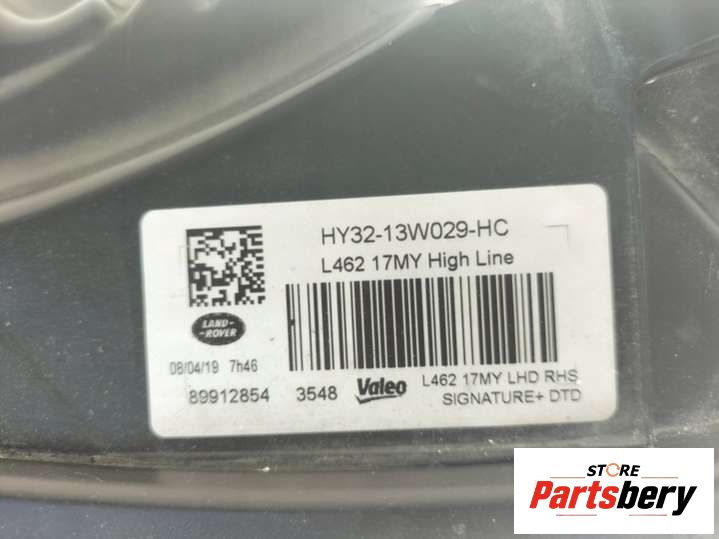 HY32-13W029-HC
L462 17MY High Line
LAND-
-ROVER
08/04/19 7h46
89912854 3548 Valeo
L462 17MY LHD RHS
SIGNATURE+ DTD
STORE
Partsbery